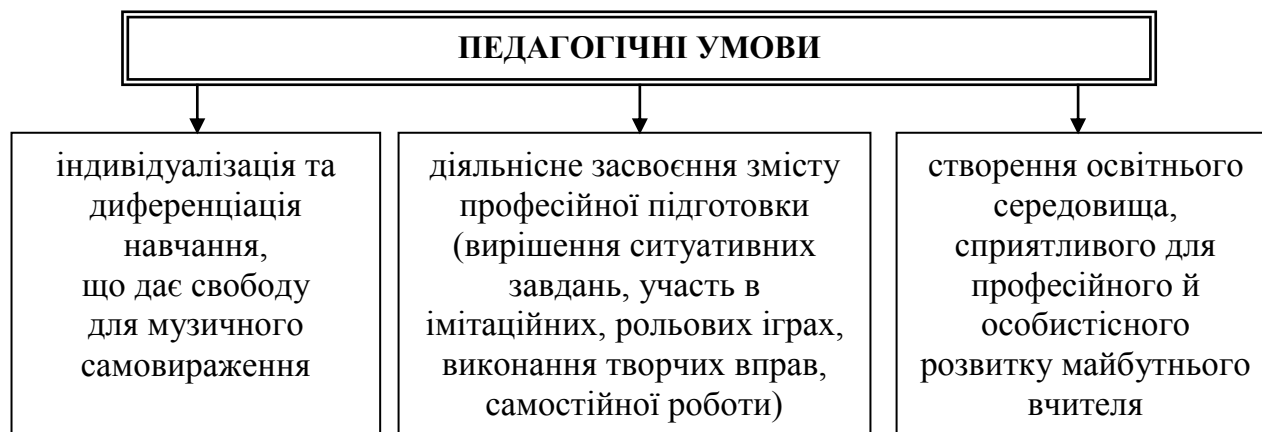 ПЕДАГОГІЧНІ УМОВИ
індивідуалізація та
диференціація
навчання,
що дає свободу
для музичного
самовираження
діяльнісне засвоєння змісту
професійної підготовки
(вирішення ситуативних
завдань, участь в
імітаційних, рольових іграх,
виконання творчих вправ,
самостійної роботи)
створення освітнього
середовища,
сприятливого для
професійного й
особистісного
розвитку майбутнього
вчителя